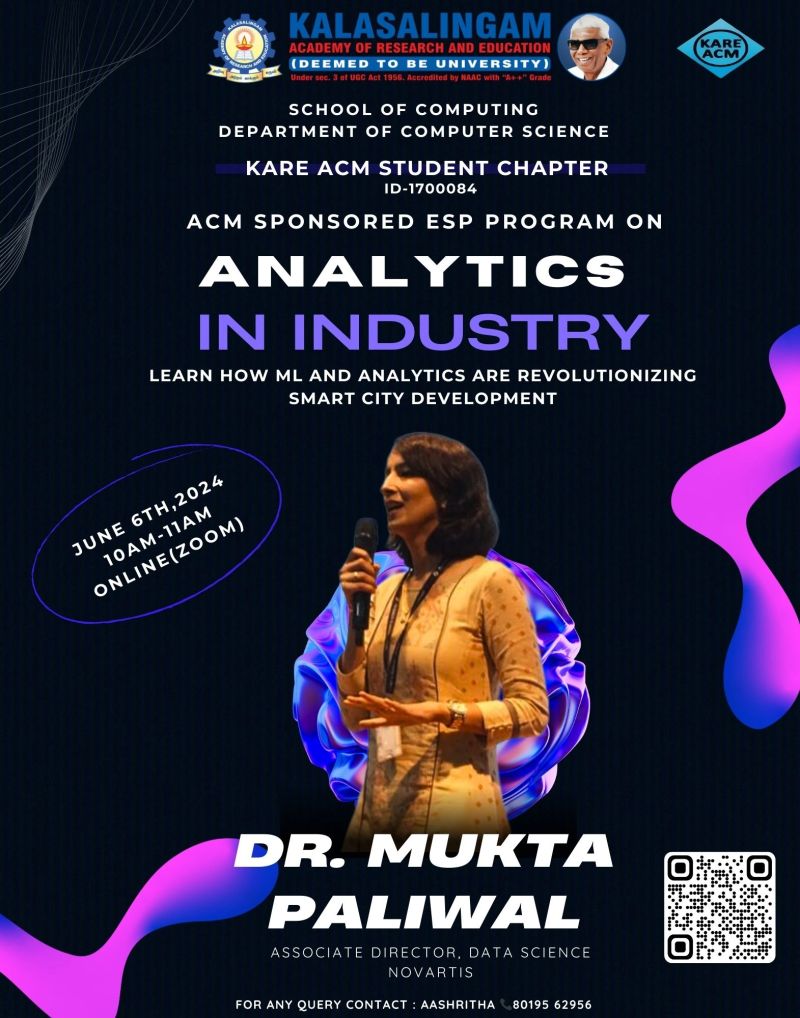 KALASALINGAM
ACADEMY OF RESEARCH AND EDUCATION
(DEEMED TO BE UNIVERSITY)
Under sec. 3 of UGC Act 1956. Accredited by NAAC with "A++" Grade
KARE
ACM
SCHOOL OF COMPUTING
DEPARTMENT OF COMPUTER SCIENCE
KARE ACM STUDENT CHAPTER
ID-1700084
ACM SPONSORED ESP PROGRAM ON
ANALYTICS
IN INDUSTRY
LEARN HOW ML AND ANALYTICS ARE REVOLUTIONIZING
SMART CITY DEVELOPMENT
JUNE 6TH,2024
10AM-11AM
ONLINE(ZOOM)
DR. MUKTA
PALIWAL
ASSOCIATE DIRECTOR, DATA SCIENCE
NOVARTIS
FOR ANY QUERY CONTACT : AASHRITHA 📞80195 62956